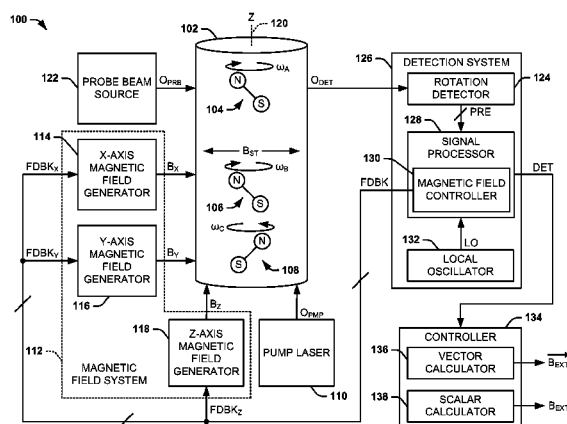 100
102
Z
120
122
PROBE BEAM
SOURCE
O_PRB
ω_A
N
S
104
O_DET
126
DETECTION SYSTEM
ROTATION
DETECTOR
124
PRE
128
SIGNAL
PROCESSOR
130
MAGNETIC FIELD
CONTROLLER
DET
FDBK
LO
132
LOCAL
OSCILLATOR
114
FDBK_X
X-AXIS
MAGNETIC
FIELD
GENERATOR
B_X
B_ST
ω_B
N
S
106
FDBK_Y
Y-AXIS
MAGNETIC
FIELD
GENERATOR
116
B_Y
ω_C
N
S
108
B_Z
O_PMP
118
Z-AXIS
MAGNETIC
FIELD
GENERATOR
PUMP LASER
110
112
MAGNETIC
FIELD SYSTEM
FDBK_Z
134
CONTROLLER
136
VECTOR
CALCULATOR
B_EXT
138
SCALAR
CALCULATOR
B_EXT